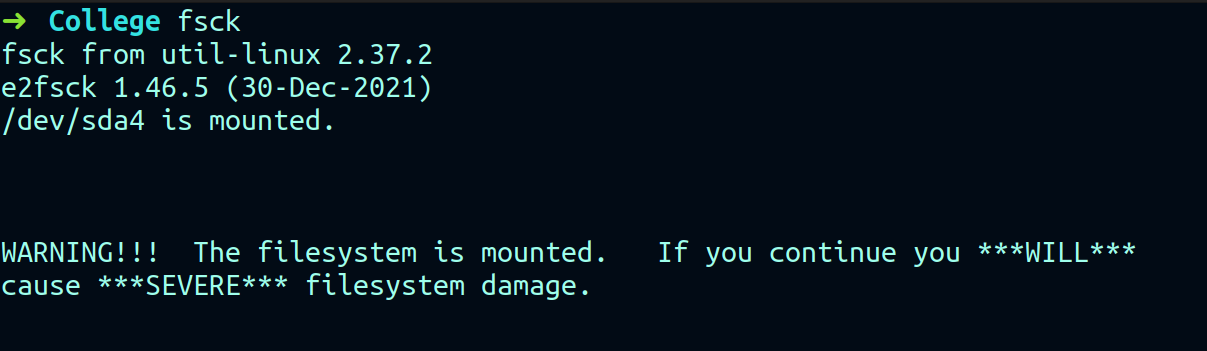 ➜ College fsck
fsck from util-linux 2.37.2
e2fsck 1.46.5 (30-Dec-2021)
/dev/sda4 is mounted.
WARNING!!!  The filesystem is mounted.   If you continue you ***WILL***
cause ***SEVERE*** filesystem damage.